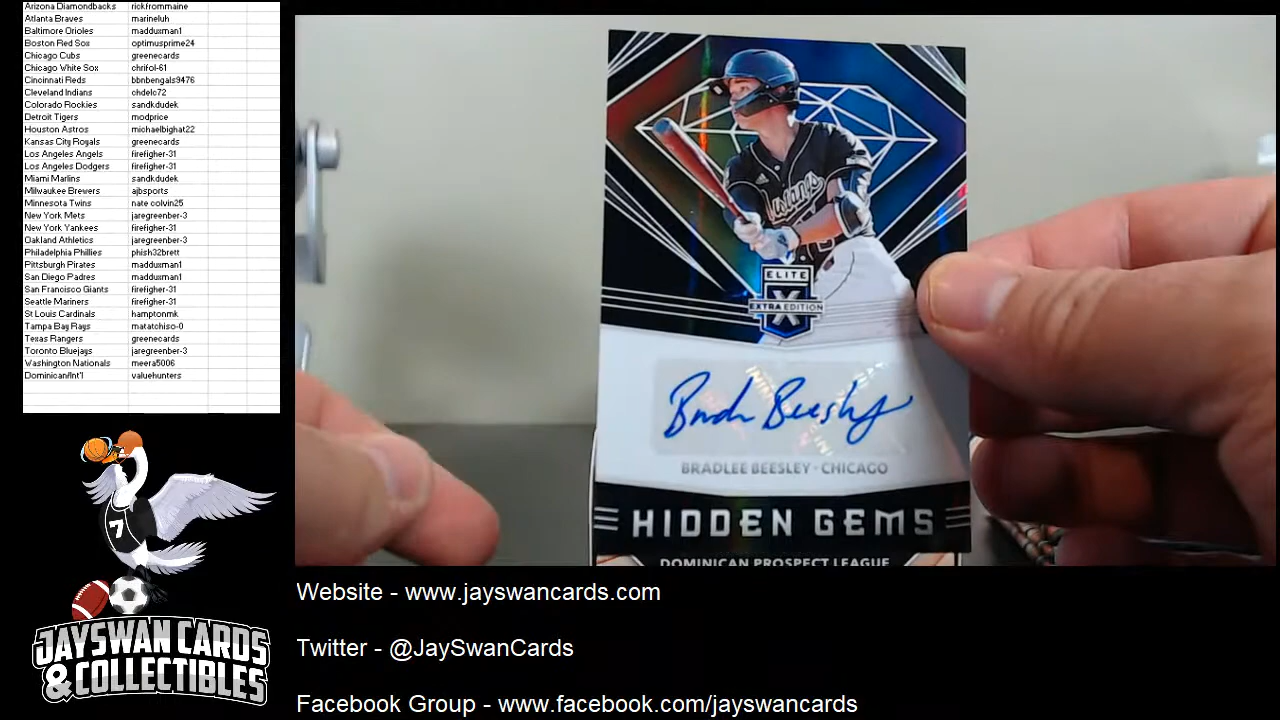 Arizona Diamondbacks rickfrommaine
Atlanta Braves marineluh
Baltimore Orioles madduxman1
Boston Red Sox optimusprime24
Chicago Cubs greenecards
Chicago White Sox chrifol-61
Cincinnati Reds bbnbengals9476
Cleveland Indians chdelc72
Colorado Rockies sandkdudek
Detroit Tigers modprice
Houston Astros michaelbighat22
Kansas City Royals greenecards
Los Angeles Angels firefigher-31
Los Angeles Dodgers firefigher-31
Miami Marlins sandkdudek
Milwaukee Brewers ajbsports
Minnesota Twins nate colvin25
New York Mets jaregreenber-3
New York Yankees firefigher-31
Oakland Athletics jaregreenber-3
Philadelphia Phillies phish32brett
Pittsburgh Pirates madduxman1
San Diego Padres madduxman1
San Francisco Giants firefigher-31
Seattle Mariners firefigher-31
St Louis Cardinals hamptonmk
Tampa Bay Rays matatchiso-0
Texas Rangers greenecards
Toronto Bluejays jaregreenber-3
Washington Nationals meera5006
Dominican/Int'l valuehunters
7
JAYSWAN CARDS
& COLLECTIBLES
ELITE
X
EXTRA EDITION
BRADLEE BEESLEY · CHICAGO
HIDDEN GEMS
DOMINICAN PROSPECT LEAGUE
Website - www.jayswancards.com
Twitter - @JaySwanCards
Facebook Group - www.facebook.com/jayswancards